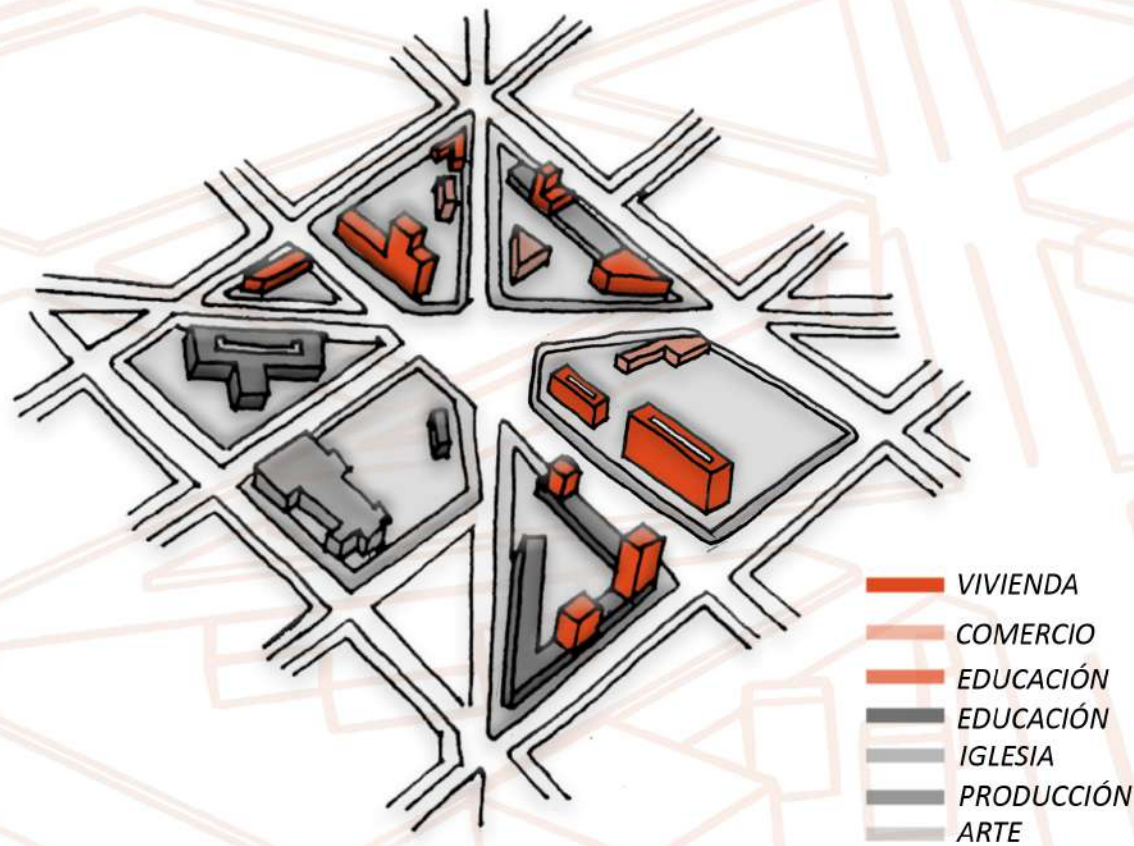 VIVIENDA
COMERCIO
EDUCACIÓN
EDUCACIÓN
IGLESIA
PRODUCCIÓN
ARTE